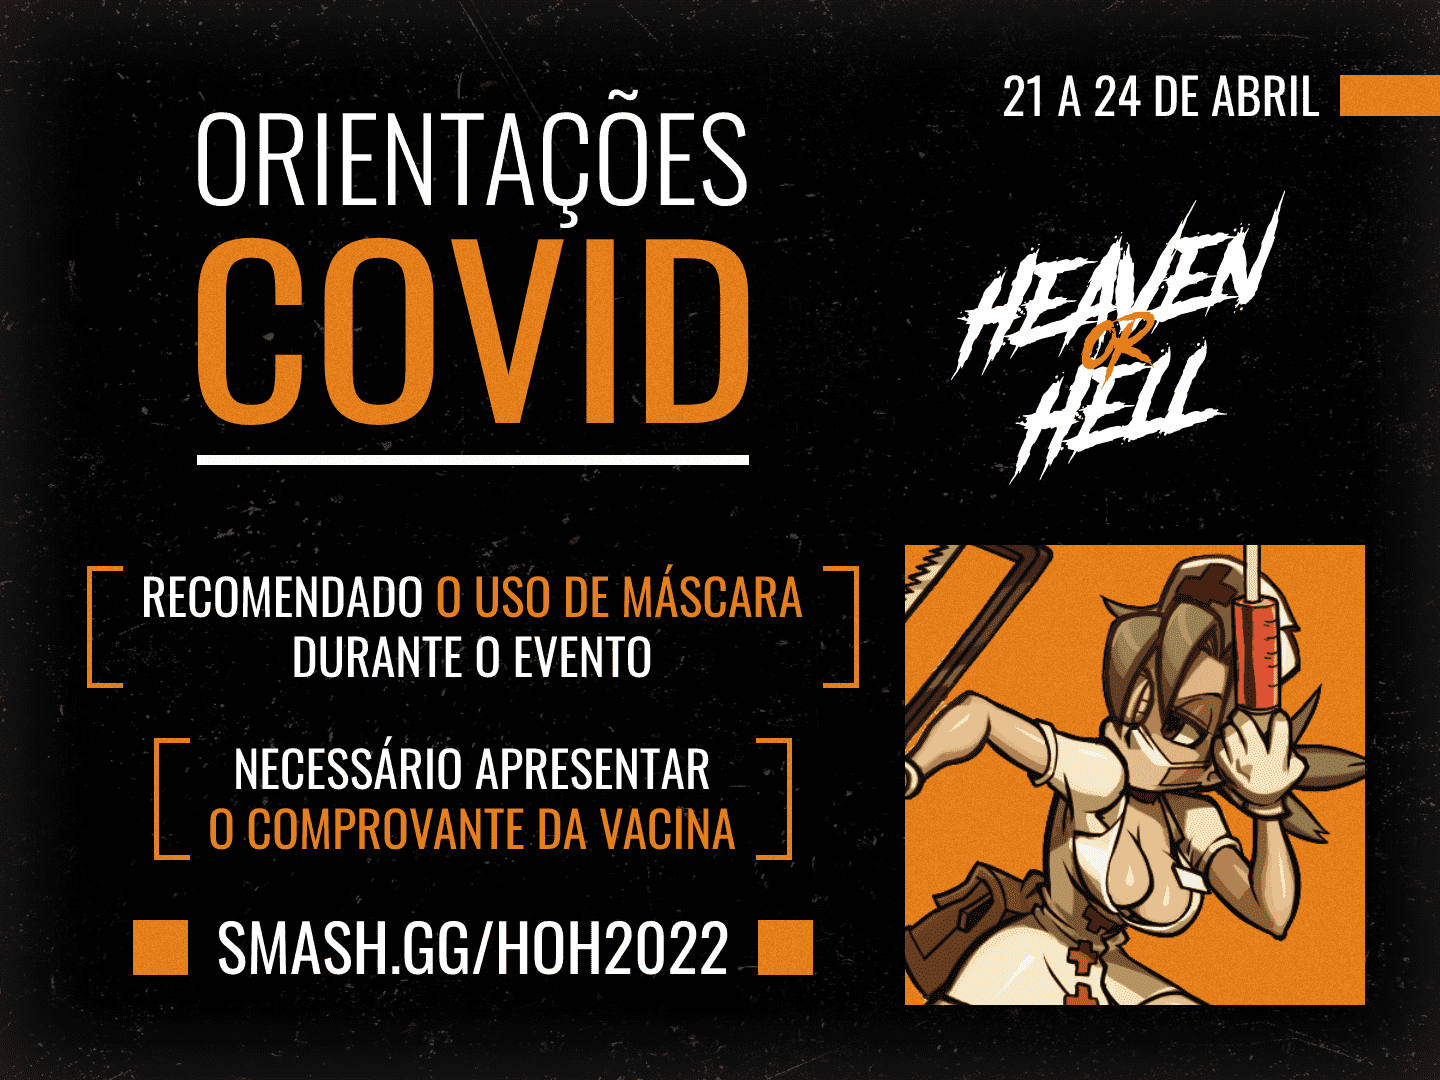 ORIENTAÇÕES
COVID
RECOMENDADO O USO DE MÁSCARA
DURANTE O EVENTO
NECESSÁRIO APRESENTAR
O COMPROVANTE DA VACINA
SMASH.GG/HOH2022
21 A 24 DE ABRIL
HEAVEN
OR
HELL